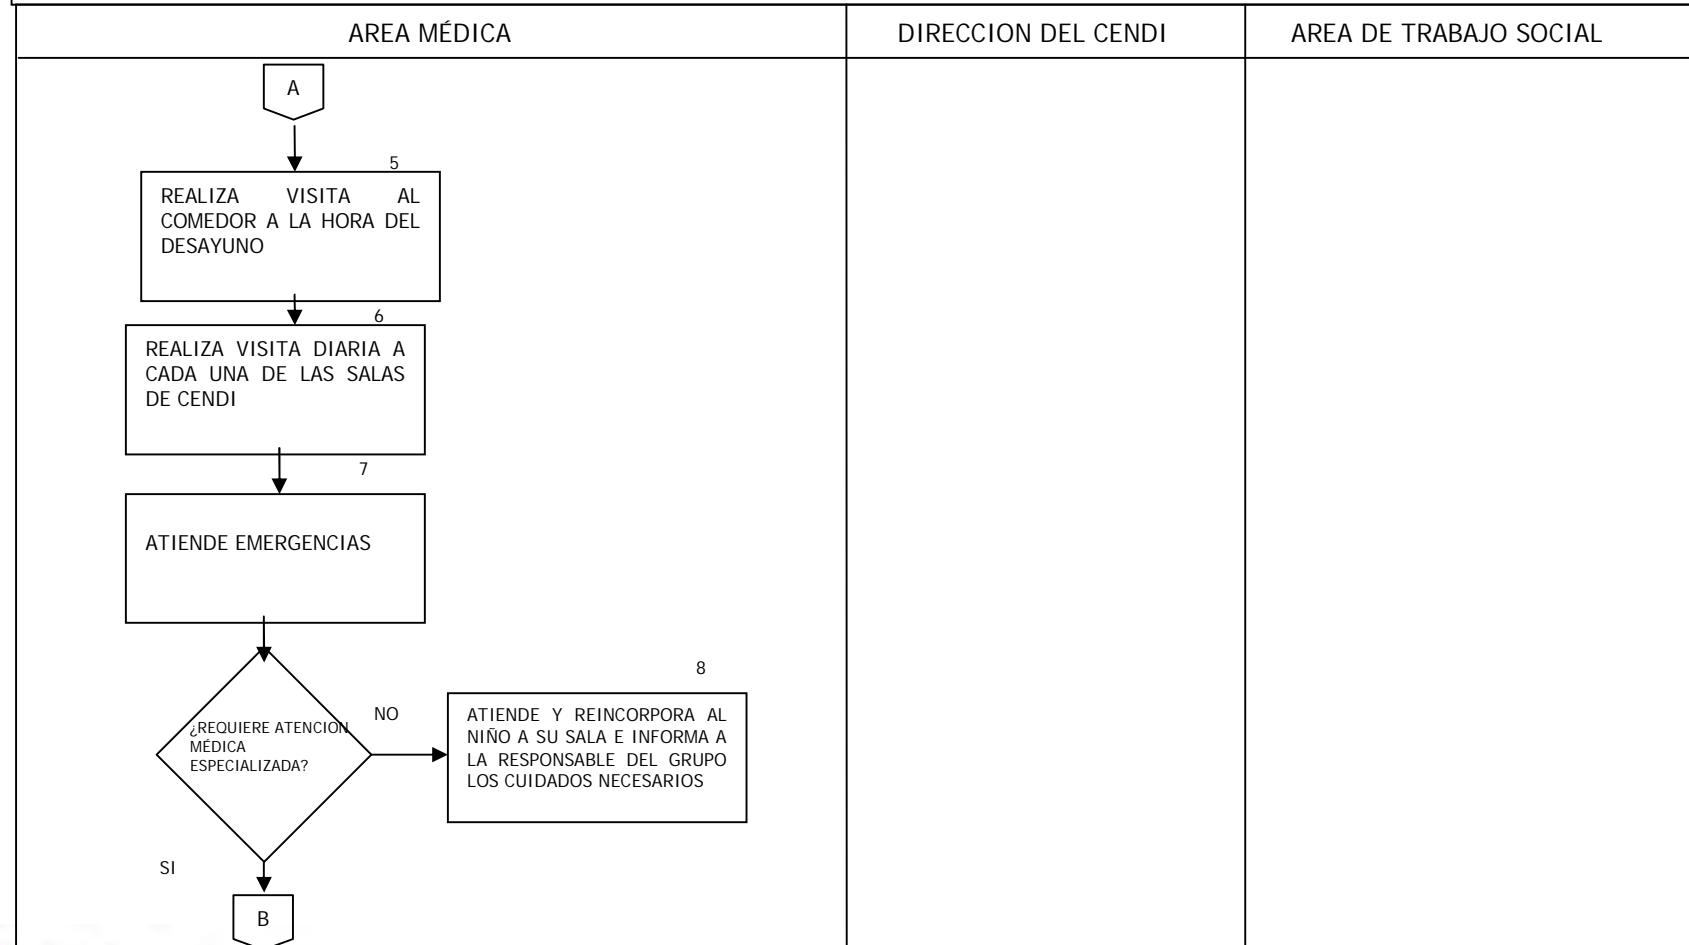 AREA MÉDICA
DIRECCION DEL CENDI
AREA DE TRABAJO SOCIAL
A
5
REALIZA VISITA AL
COMEDOR A LA HORA DEL
DESAYUNO
6
REALIZA VISITA DIARIA A
CADA UNA DE LAS SALAS
DE CENDI
7
ATIENDE EMERGENCIAS
¿REQUIERE ATENCION
MÉDICA
ESPECIALIZADA?
NO
8
ATIENDE Y REINCORPORA AL
NIÑO A SU SALA E INFORMA A
LA RESPONSABLE DEL GRUPO
LOS CUIDADOS NECESARIOS
SI
B